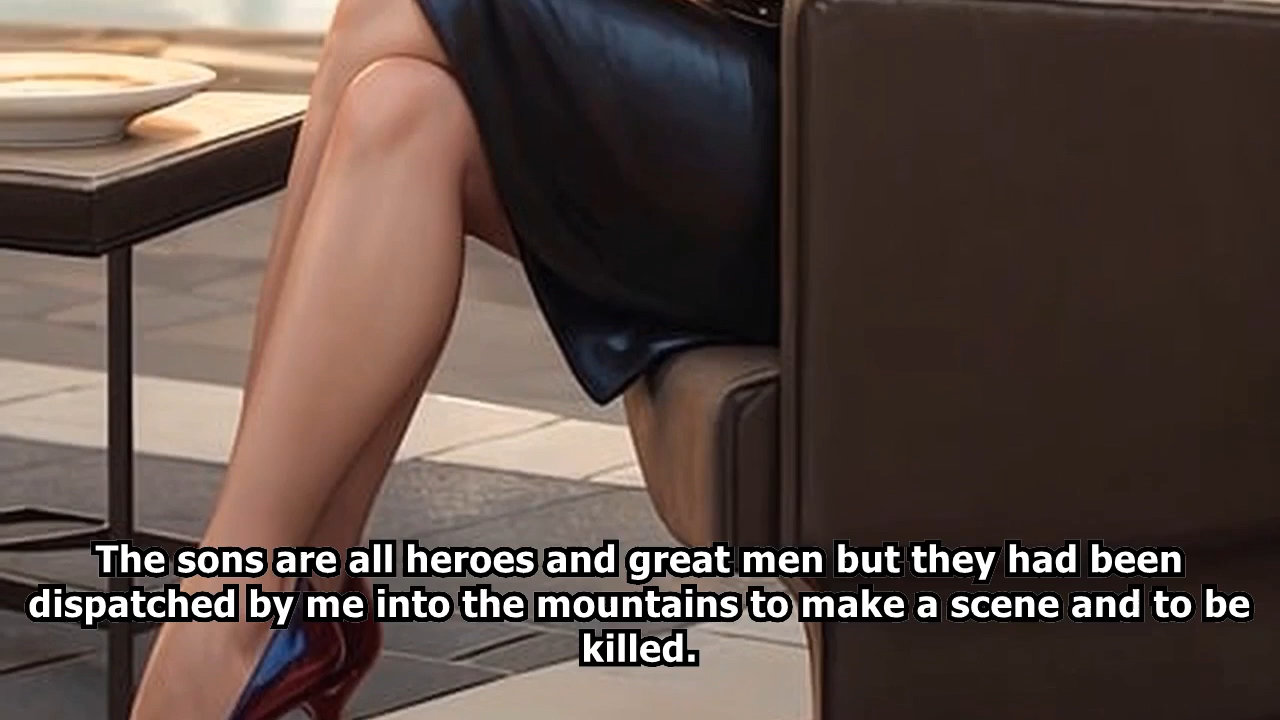 The sons are all heroes and great men but they had been
dispatched by me into the mountains to make a scene and to be
killed.